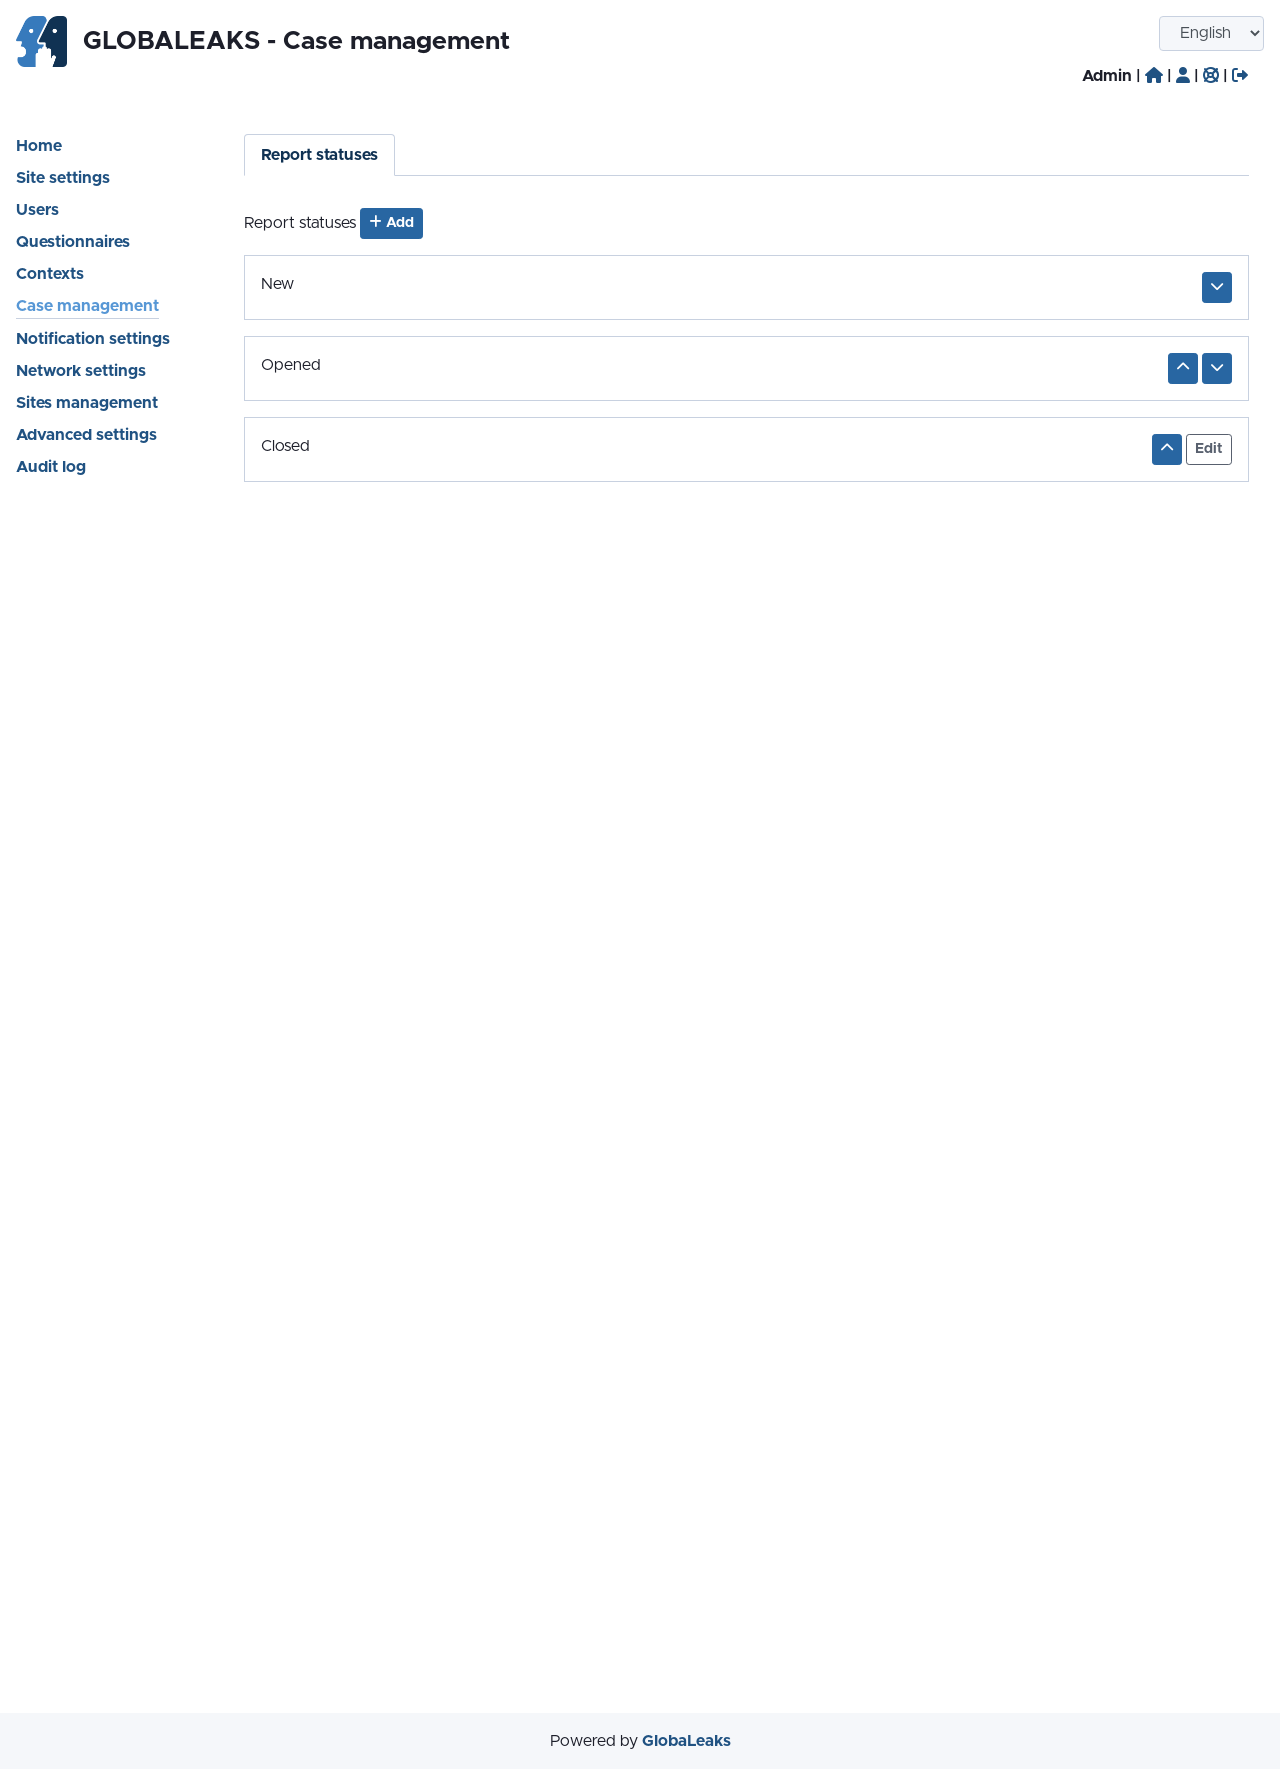 GLOBALEAKS - Case management
English
Admin | | | |
Home
Site settings
Users
Questionnaires
Contexts
Case management
Notification settings
Network settings
Sites management
Advanced settings
Audit log
Report statuses
Report statuses + Add
New
Opened
Closed
Edit
Powered by GlobaLeaks